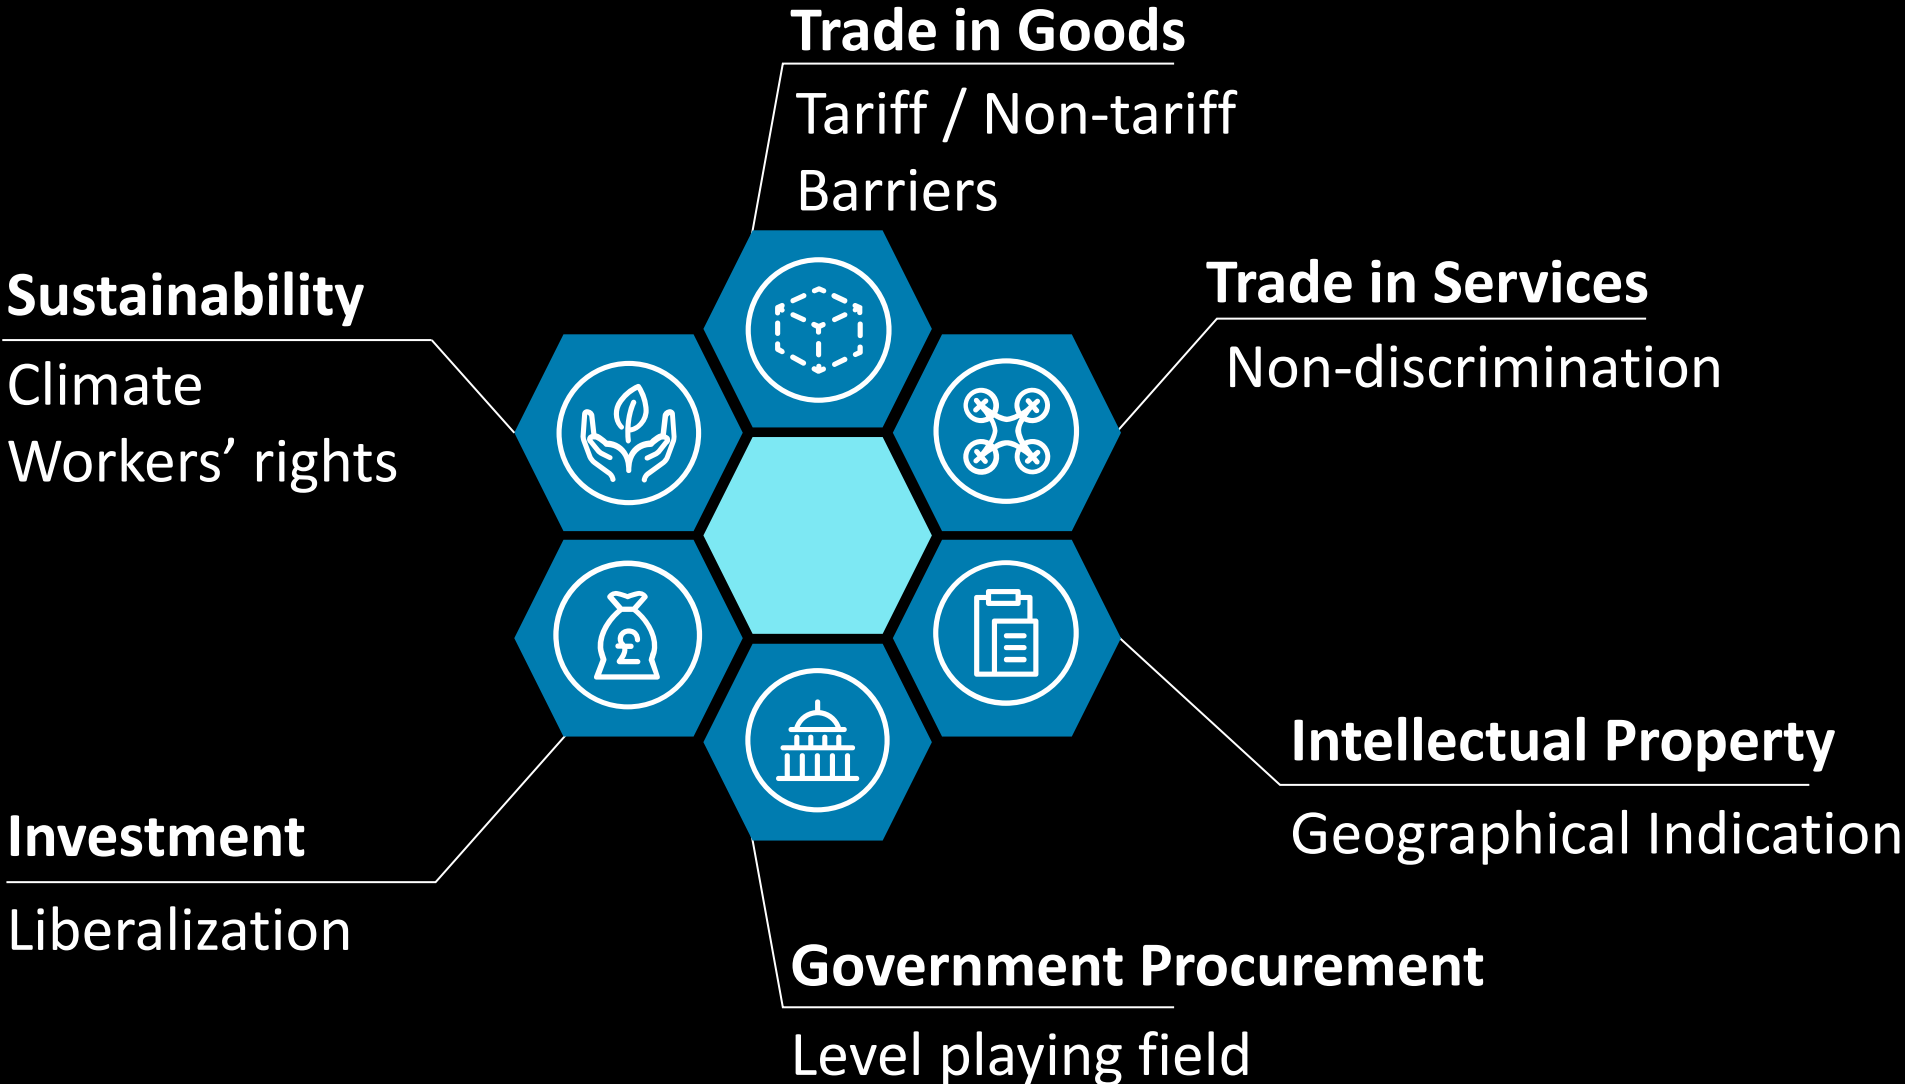 Trade in Goods
Tariff / Non-tariff
Barriers
Sustainability
Climate
Workers’ rights
Trade in Services
Non-discrimination
£
Intellectual Property
Geographical Indication
Investment
Liberalization
Government Procurement
Level playing field